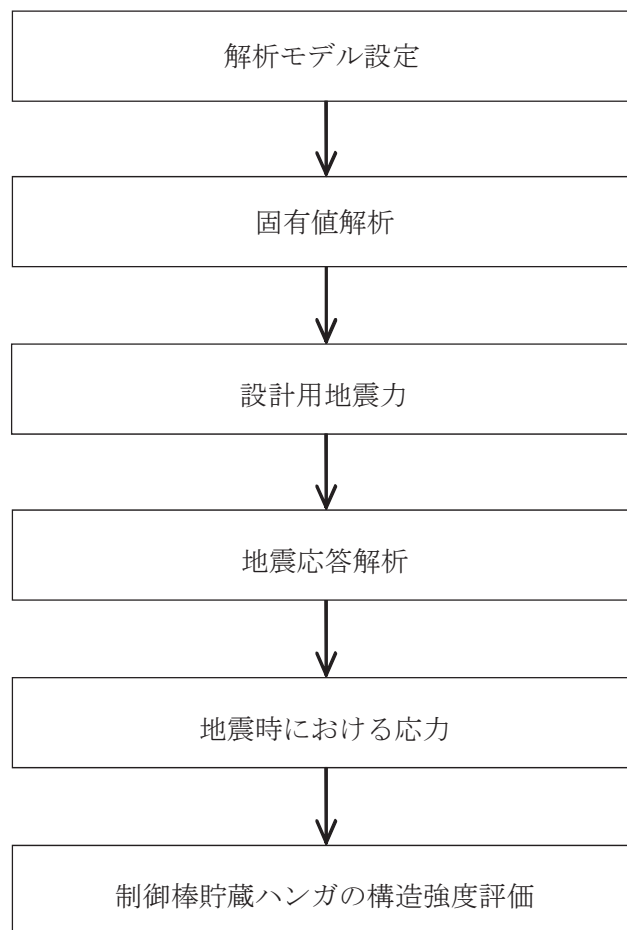 解析モデル設定
固有値解析
設計用地震力
地震応答解析
地震時における応力
制御棒貯蔵ハンガの構造強度評価